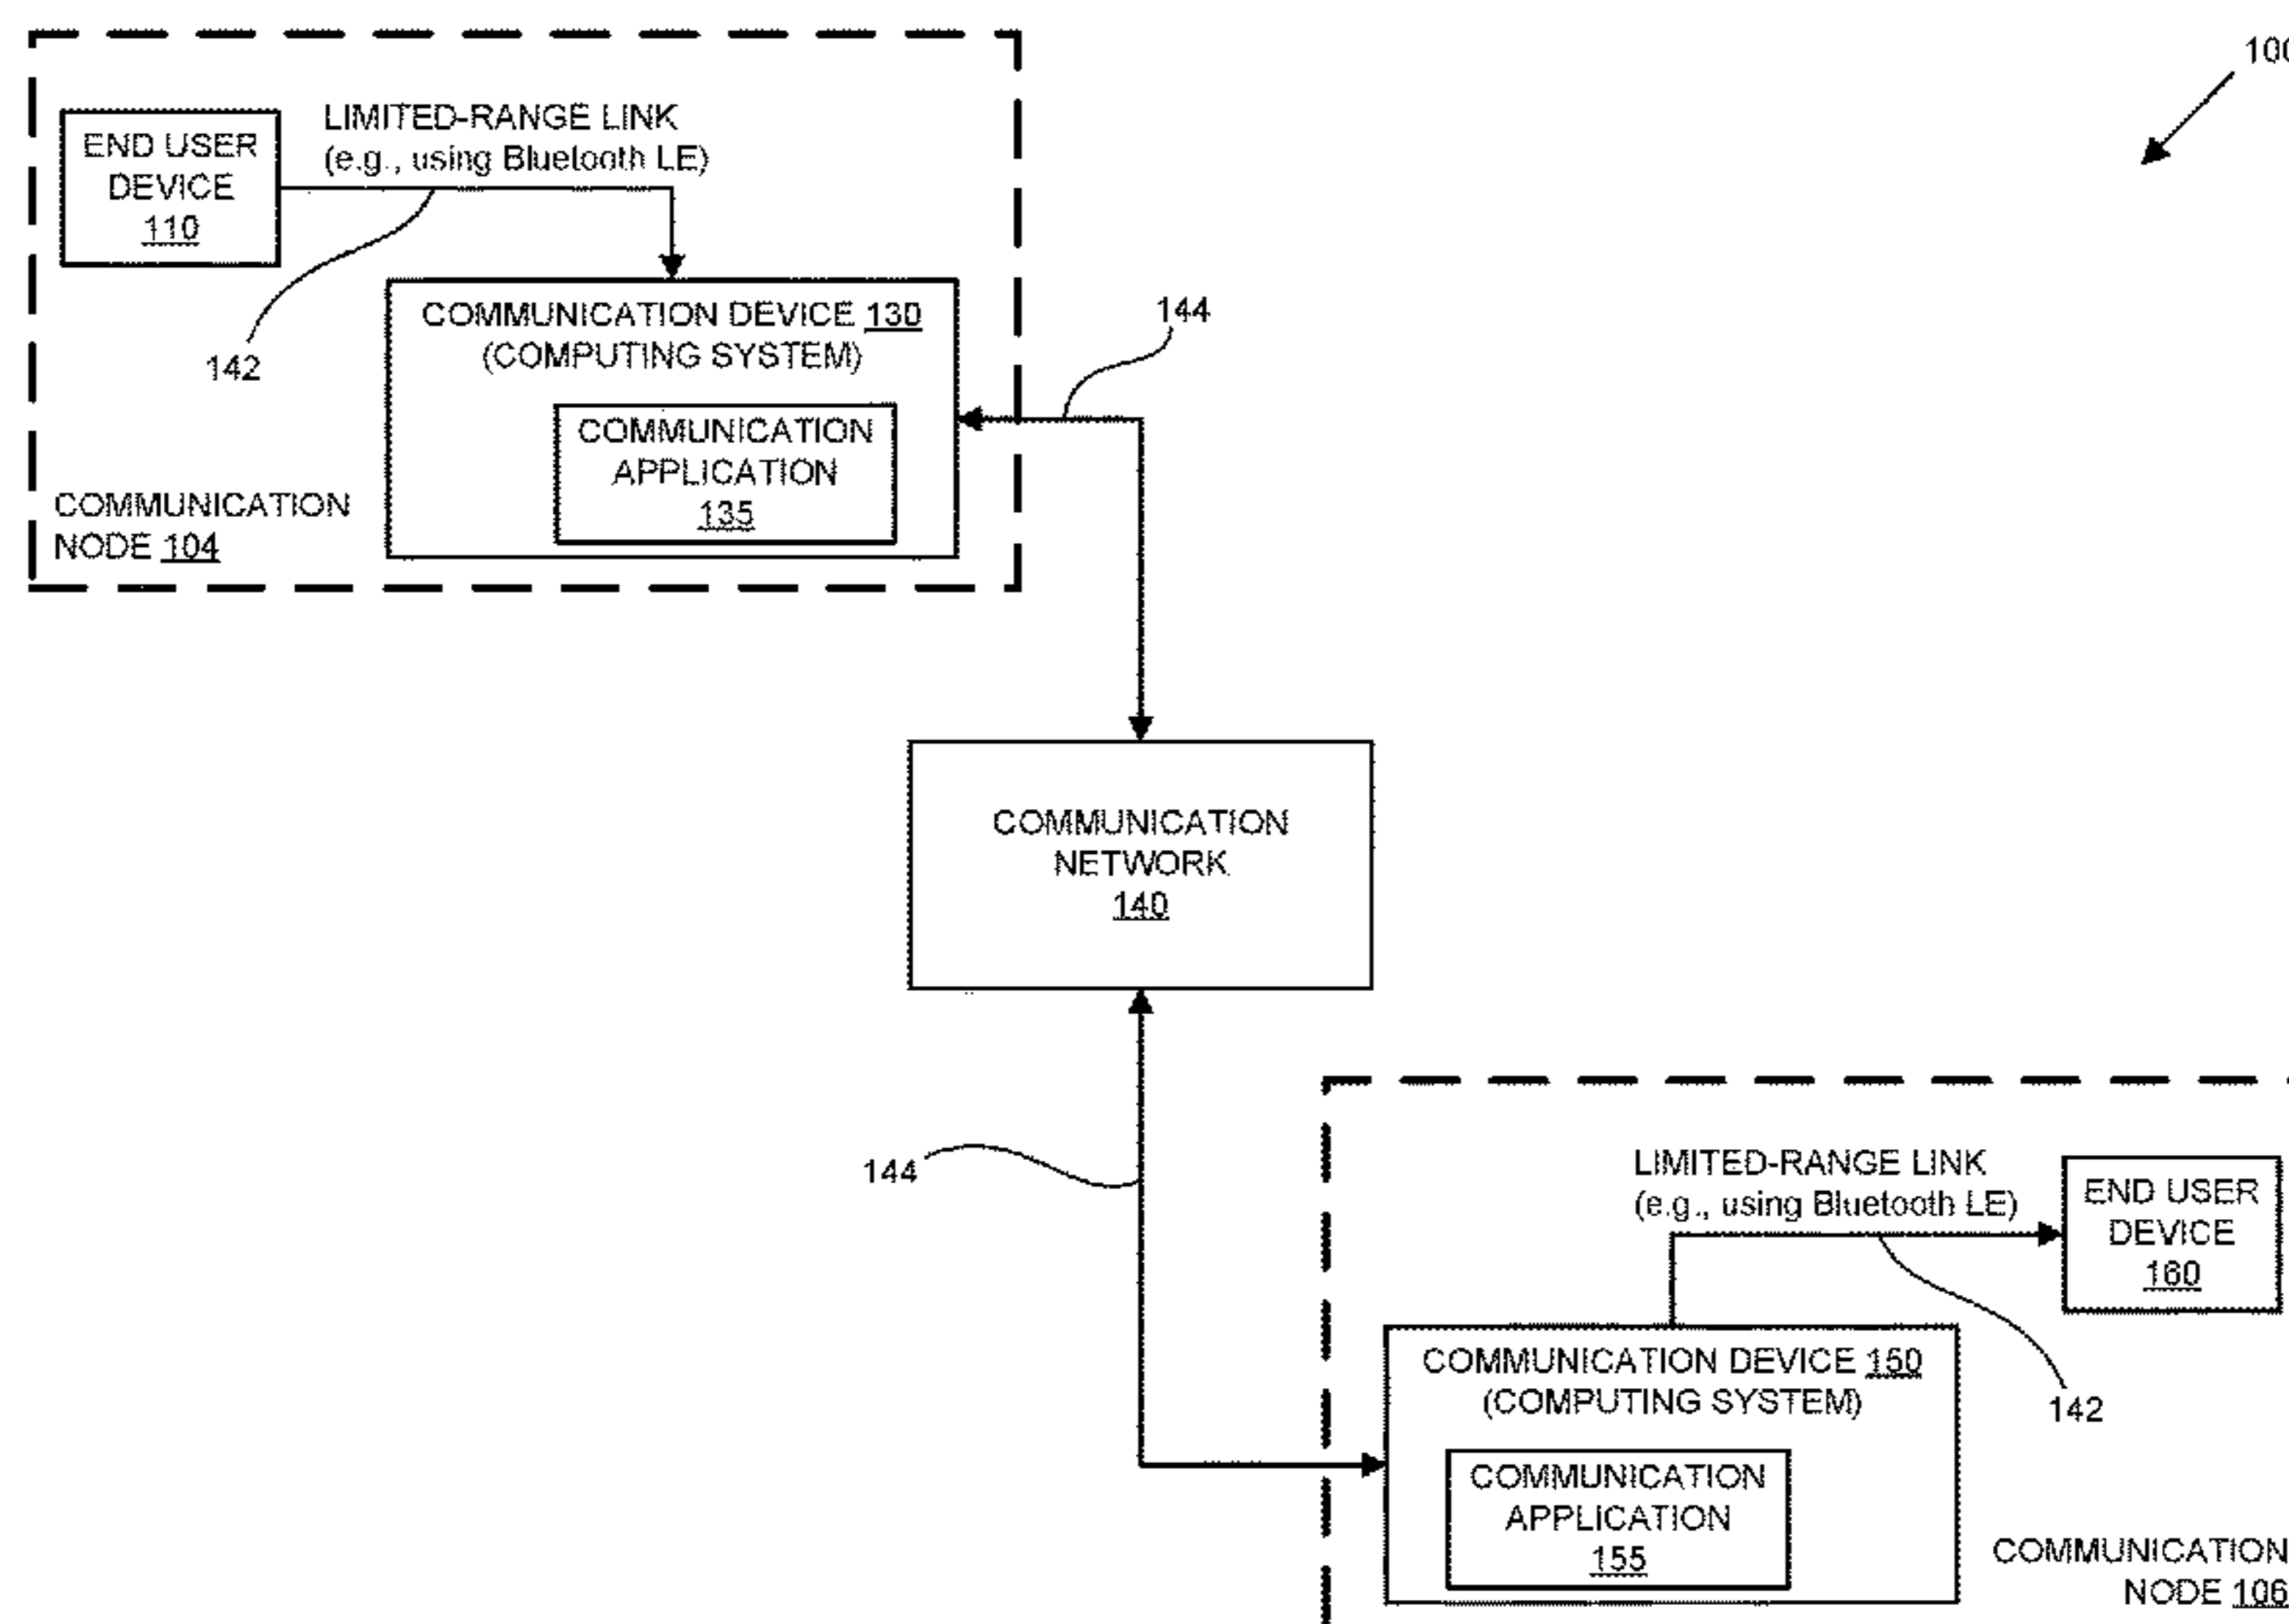 100
LIMITED-RANGE LINK
(e.g., using Bluetooth LE)
END USER
DEVICE
110
142
COMMUNICATION DEVICE 130
(COMPUTING SYSTEM)
COMMUNICATION
APPLICATION
135
COMMUNICATION
NODE 104
144
COMMUNICATION
NETWORK
140
144
LIMITED-RANGE LINK
(e.g., using Bluetooth LE)
END USER
DEVICE
160
142
COMMUNICATION DEVICE 150
(COMPUTING SYSTEM)
COMMUNICATION
APPLICATION
155
COMMUNICATION
NODE 106